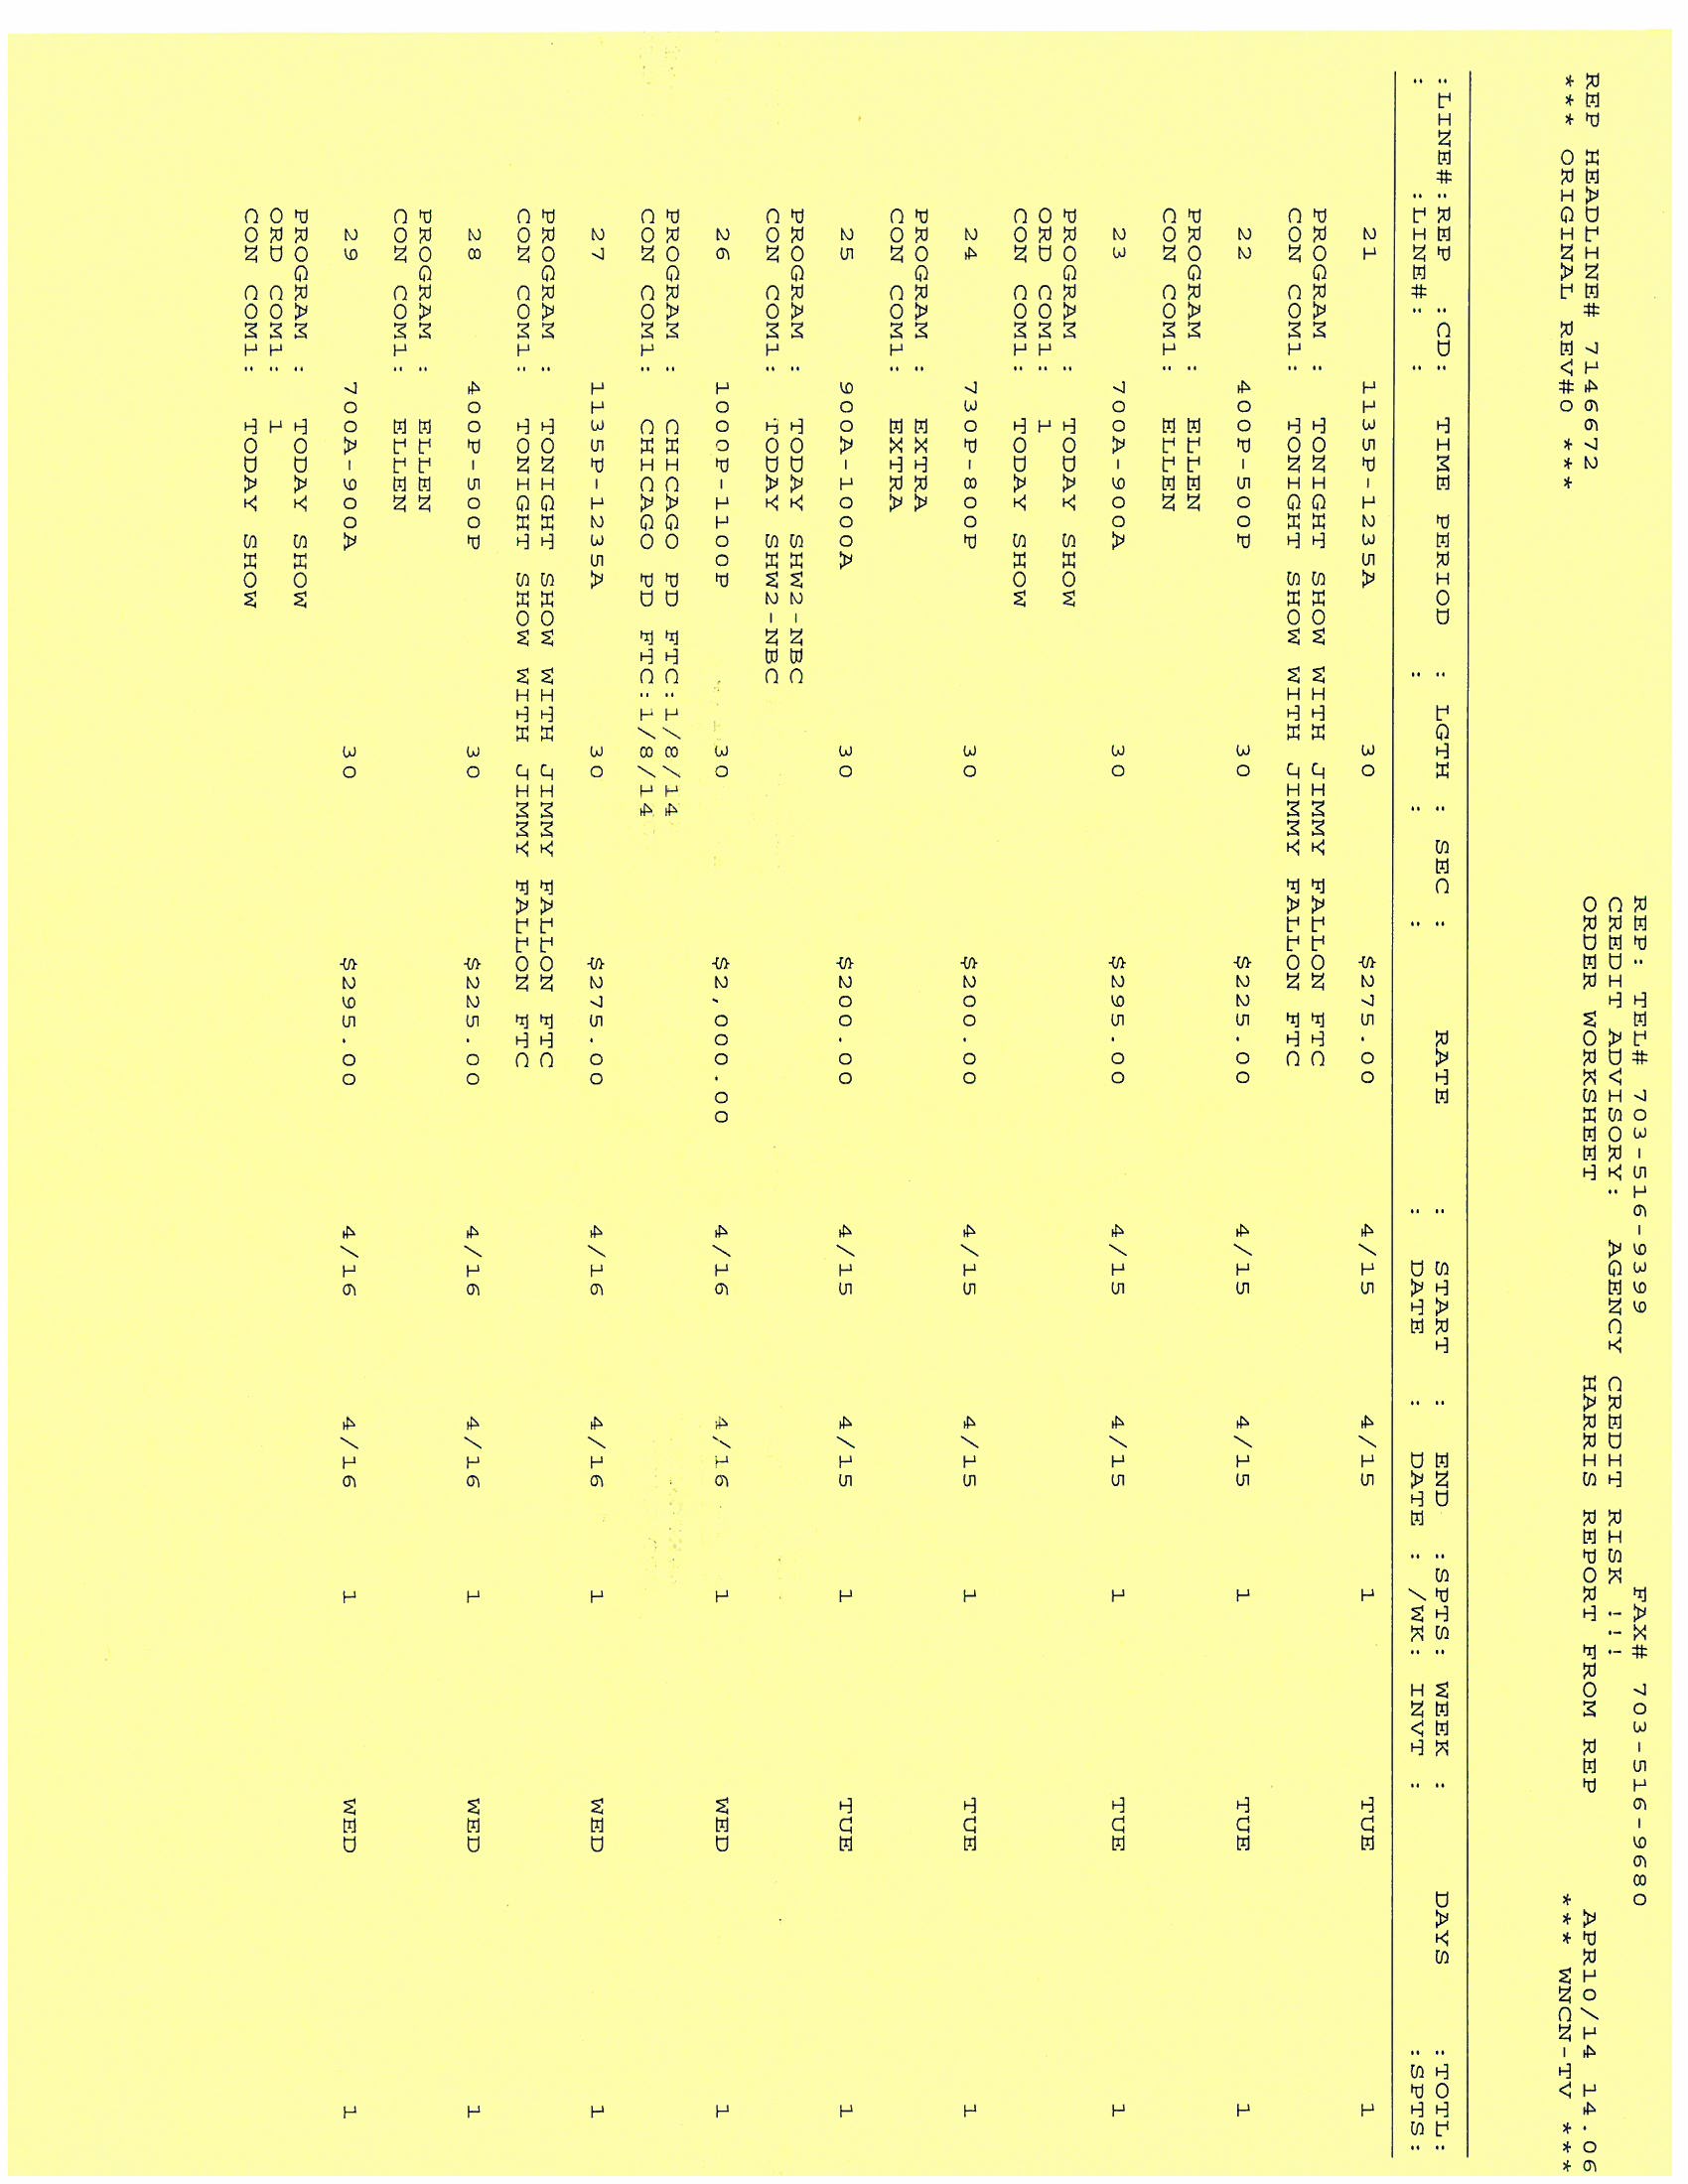 REP: TEL# 703-516-9399 FAX# 703-516-9680
CREDIT ADVISORY: AGENCY CREDIT RISK !!!
REP HEADLINE# 7146672 ORDER WORKSHEET HARRIS REPORT FROM REP APR10/14 14.06
*** ORIGINAL REV#0 *** *** WNCN-TV ***
:LINE#:REP :CD: TIME PERIOD : LGTH : SEC : RATE : START : END :SPTS: WEEK : DAYS :TOTL:
: :LINE#: : : : : : DATE : DATE : /WK: INVT : :SPTS:
21 1135P-1235A 30 $275.00 4/15 4/15 1 TUE 1
PROGRAM : TONIGHT SHOW WITH JIMMY FALLON FTC
CON COM1: TONIGHT SHOW WITH JIMMY FALLON FTC
22 400P-500P 30 $225.00 4/15 4/15 1 TUE 1
PROGRAM : ELLEN
CON COM1: ELLEN
23 700A-900A 30 $295.00 4/15 4/15 1 TUE 1
PROGRAM : TODAY SHOW
ORD COM1: 1
CON COM1: TODAY SHOW
24 730P-800P 30 $200.00 4/15 4/15 1 TUE 1
PROGRAM : EXTRA
CON COM1: EXTRA
25 900A-1000A 30 $200.00 4/15 4/15 1 TUE 1
PROGRAM : TODAY SHW2-NBC
CON COM1: TODAY SHW2-NBC
26 1000P-1100P 30 $2,000.00 4/16 4/16 1 WED 1
PROGRAM : CHICAGO PD FTC:1/8/14
CON COM1: CHICAGO PD FTC:1/8/14
27 1135P-1235A 30 $275.00 4/16 4/16 1 WED 1
PROGRAM : TONIGHT SHOW WITH JIMMY FALLON FTC
CON COM1: TONIGHT SHOW WITH JIMMY FALLON FTC
28 400P-500P 30 $225.00 4/16 4/16 1 WED 1
PROGRAM : ELLEN
CON COM1: ELLEN
29 700A-900A 30 $295.00 4/16 4/16 1 WED 1
PROGRAM : TODAY SHOW
ORD COM1: 1
CON COM1: TODAY SHOW